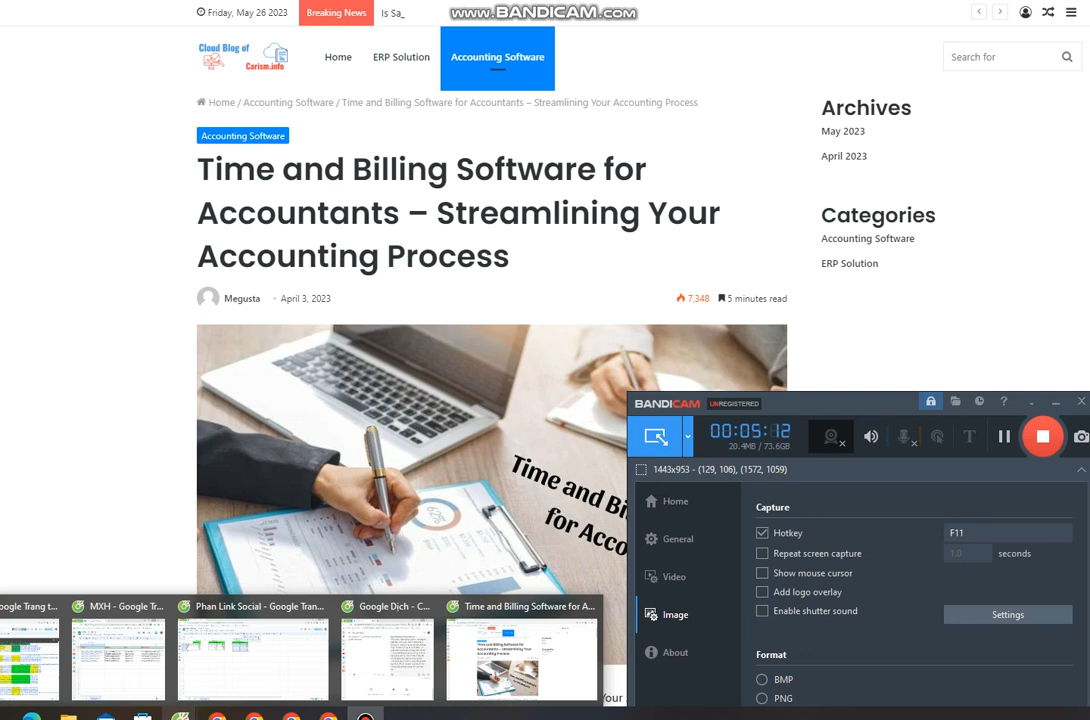 Friday, May 26 2023
Breaking News
Is Sa_
www.BANDICAM.com
Cloud Blog of
Carism.info
Home
ERP Solution
Accounting Software
Search for
Home / Accounting Software / Time and Billing Software for Accountants – Streamlining Your Accounting Process
Accounting Software
Time and Billing Software for
Accountants – Streamlining Your
Accounting Process
Megusta
April 3, 2023
7,348
5 minutes read
Archives
May 2023
April 2023
Categories
Accounting Software
ERP Solution
62%
Time and Bi
for Acco
BANDICAM
UNREGISTERED
00:05:12
20.4MB / 73.6GB
1443x953 - (129, 106), (1572, 1059)
Home
General
Video
Image
About
Capture
Hotkey
F11
Repeat screen capture
1.0
seconds
Show mouse cursor
Add logo overlay
Enable shutter sound
Settings
Format
BMP
PNG
oogle Trang t...
MXH - Google Tr...
Phan Link Social - Google Tran...
Google Dịch - C...
Time and Billing Software for A...
Your